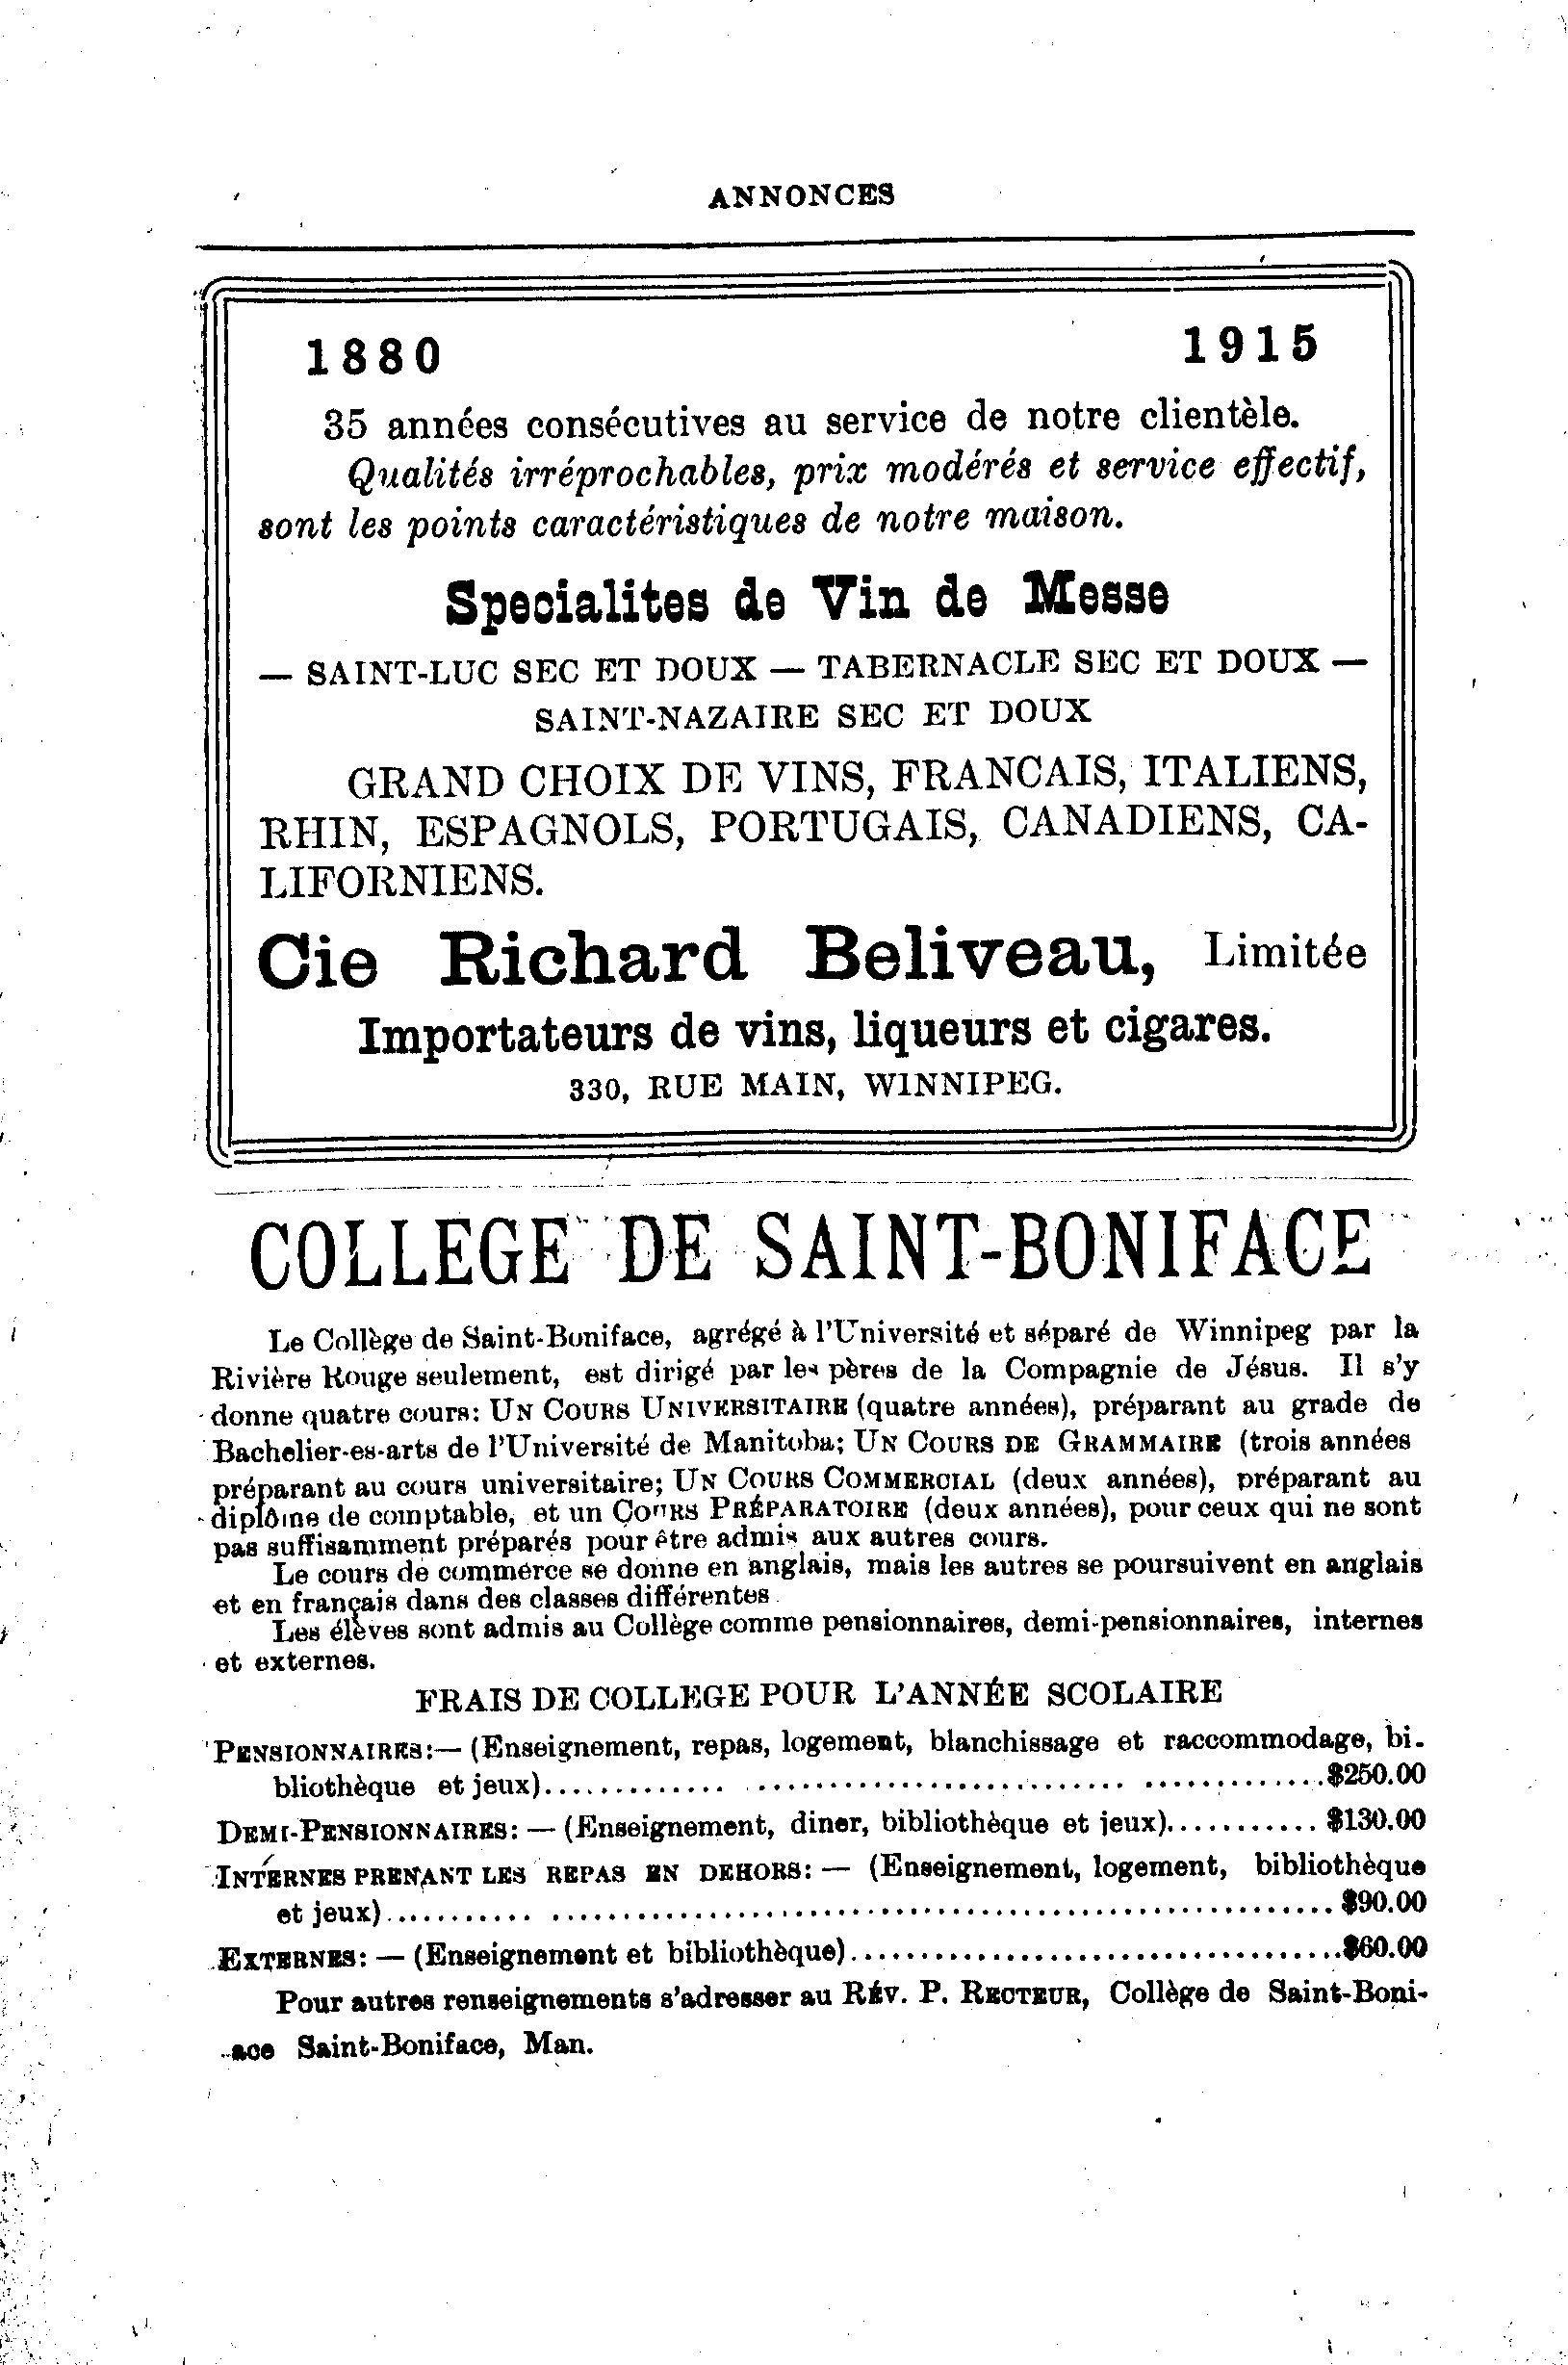 ANNONCES
1880 1915
35 années consécutives au service de notre clientèle.
Qualités irréprochables, prix modérés et service effectif,
sont les points caractéristiques de notre maison.
Specialites de Vin de Messe
— SAINT-LUC SEC ET DOUX — TABERNACLE SEC ET DOUX —
SAINT-NAZAIRE SEC ET DOUX
GRAND CHOIX DE VINS, FRANCAIS, ITALIENS,
RHIN, ESPAGNOLS, PORTUGAIS, CANADIENS, CA-
LIFORNIENS.
Cie Richard Beliveau, Limitée
Importateurs de vins, liqueurs et cigares.
330, RUE MAIN, WINNIPEG.
COLLEGE DE SAINT-BONIFACE
Le Collège de Saint-Boniface, agrégé à l'Université et séparé de Winnipeg par la
Rivière Rouge seulement, est dirigé par les pères de la Compagnie de Jésus. Il s'y
donne quatre cours: UN COURS UNIVERSITAIRE (quatre années), préparant au grade de
Bachelier-es-arts de l'Université de Manitoba; UN COURS DE GRAMMAIRE (trois années
préparant au cours universitaire; UN COURS COMMERCIAL (deux années), préparant au
diplôme de comptable, et un COURS PRÉPARATOIRE (deux années), pour ceux qui ne sont
pas suffisamment préparés pour être admis aux autres cours.
Le cours de commerce se donne en anglais, mais les autres se poursuivent en anglais
et en français dans des classes différentes.
Les élèves sont admis au Collège comme pensionnaires, demi-pensionnaires, internes
et externes.
FRAIS DE COLLEGE POUR L'ANNÉE SCOLAIRE
PENSIONNAIRES:— (Enseignement, repas, logement, blanchissage et raccommodage, bi-
bliothèque et jeux)..................................................$250.00
DEMI-PENSIONNAIRES: — (Enseignement, diner, bibliothèque et jeux)........... $130.00
INTERNES PRENANT LES REPAS EN DEHORS: — (Enseignement, logement, bibliothèque
et jeux)..................................................................$90.00
EXTERNES: — (Enseignement et bibliothèque)...................................$60.00
Pour autres renseignements s'adresser au RÉV. P. RECTEUR, Collège de Saint-Boni-
ace Saint-Boniface, Man.